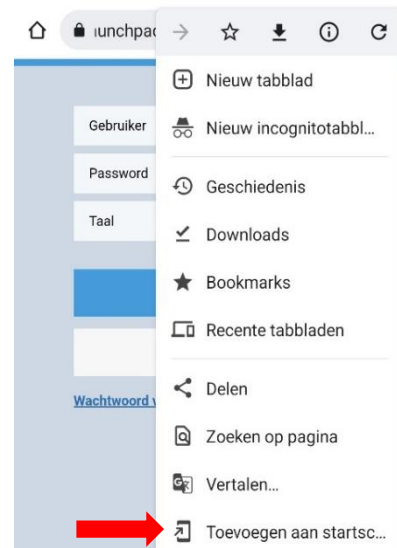 unchpad
Nieuw tabblad
Gebruiker
Nieuw incognitotabbl...
Password
Geschiedenis
Taal
Downloads
Bookmarks
Recente tabbladen
Delen
Wachtwoord
Zoeken op pagina
Vertalen...
Toevoegen aan startsc...